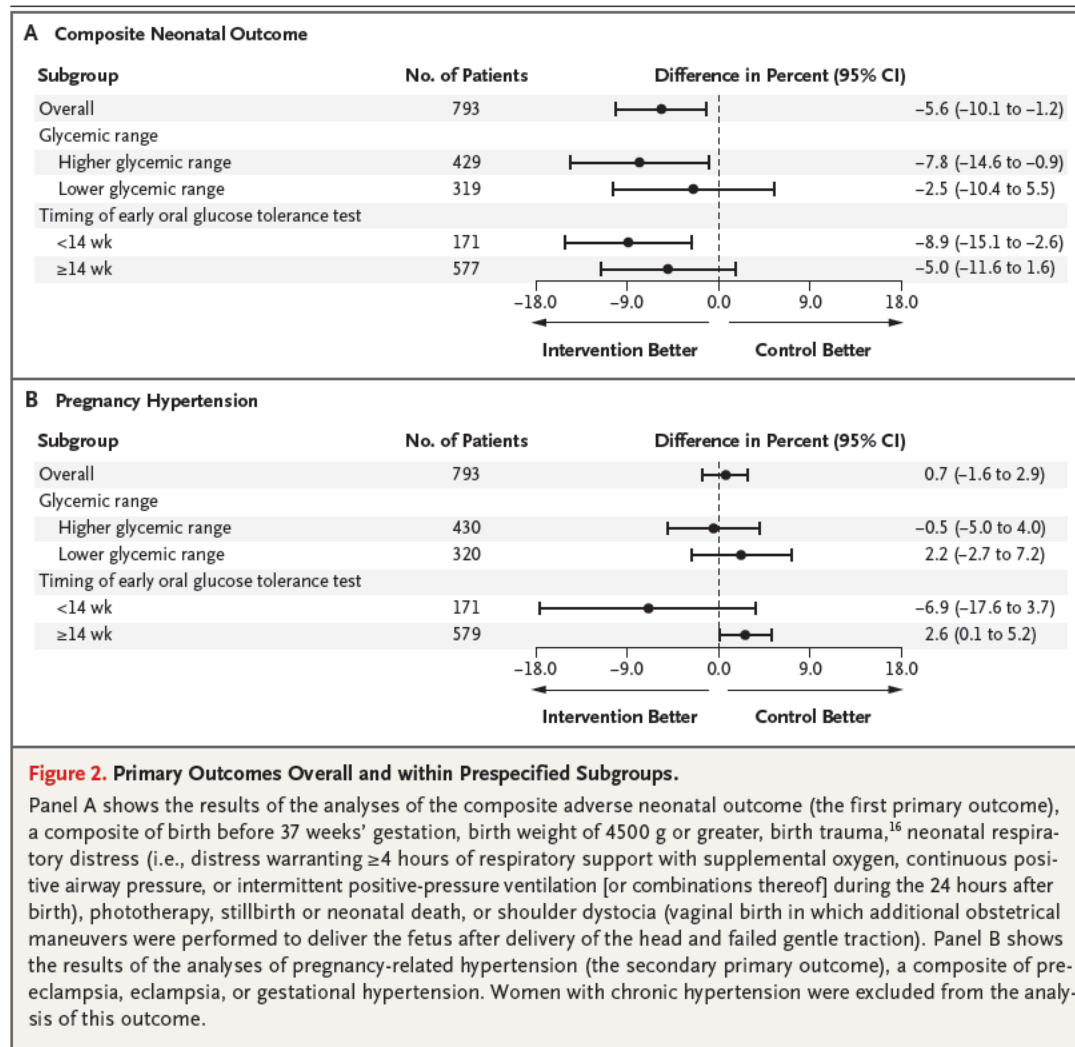 A Composite Neonatal Outcome
Subgroup No. of Patients Difference in Percent (95% CI)
Overall 793 −5.6 (−10.1 to −1.2)
Glycemic range
Higher glycemic range 429 −7.8 (−14.6 to −0.9)
Lower glycemic range 319 −2.5 (−10.4 to 5.5)
Timing of early oral glucose tolerance test
<14 wk 171 −8.9 (−15.1 to −2.6)
≥14 wk 577 −5.0 (−11.6 to 1.6)
−18.0 −9.0 0.0 9.0 18.0
Intervention Better Control Better
B Pregnancy Hypertension
Subgroup No. of Patients Difference in Percent (95% CI)
Overall 793 0.7 (−1.6 to 2.9)
Glycemic range
Higher glycemic range 430 −0.5 (−5.0 to 4.0)
Lower glycemic range 320 2.2 (−2.7 to 7.2)
Timing of early oral glucose tolerance test
<14 wk 171 −6.9 (−17.6 to 3.7)
≥14 wk 579 2.6 (0.1 to 5.2)
−18.0 −9.0 0.0 9.0 18.0
Intervention Better Control Better
Figure 2. Primary Outcomes Overall and within Prespecified Subgroups.
Panel A shows the results of the analyses of the composite adverse neonatal outcome (the first primary outcome),
a composite of birth before 37 weeks' gestation, birth weight of 4500 g or greater, birth trauma,16 neonatal respira-
tory distress (i.e., distress warranting ≥4 hours of respiratory support with supplemental oxygen, continuous posi-
tive airway pressure, or intermittent positive-pressure ventilation [or combinations thereof] during the 24 hours after
birth), phototherapy, stillbirth or neonatal death, or shoulder dystocia (vaginal birth in which additional obstetrical
maneuvers were performed to deliver the fetus after delivery of the head and failed gentle traction). Panel B shows
the results of the analyses of pregnancy-related hypertension (the secondary primary outcome), a composite of pre-
eclampsia, eclampsia, or gestational hypertension. Women with chronic hypertension were excluded from the analy-
sis of this outcome.